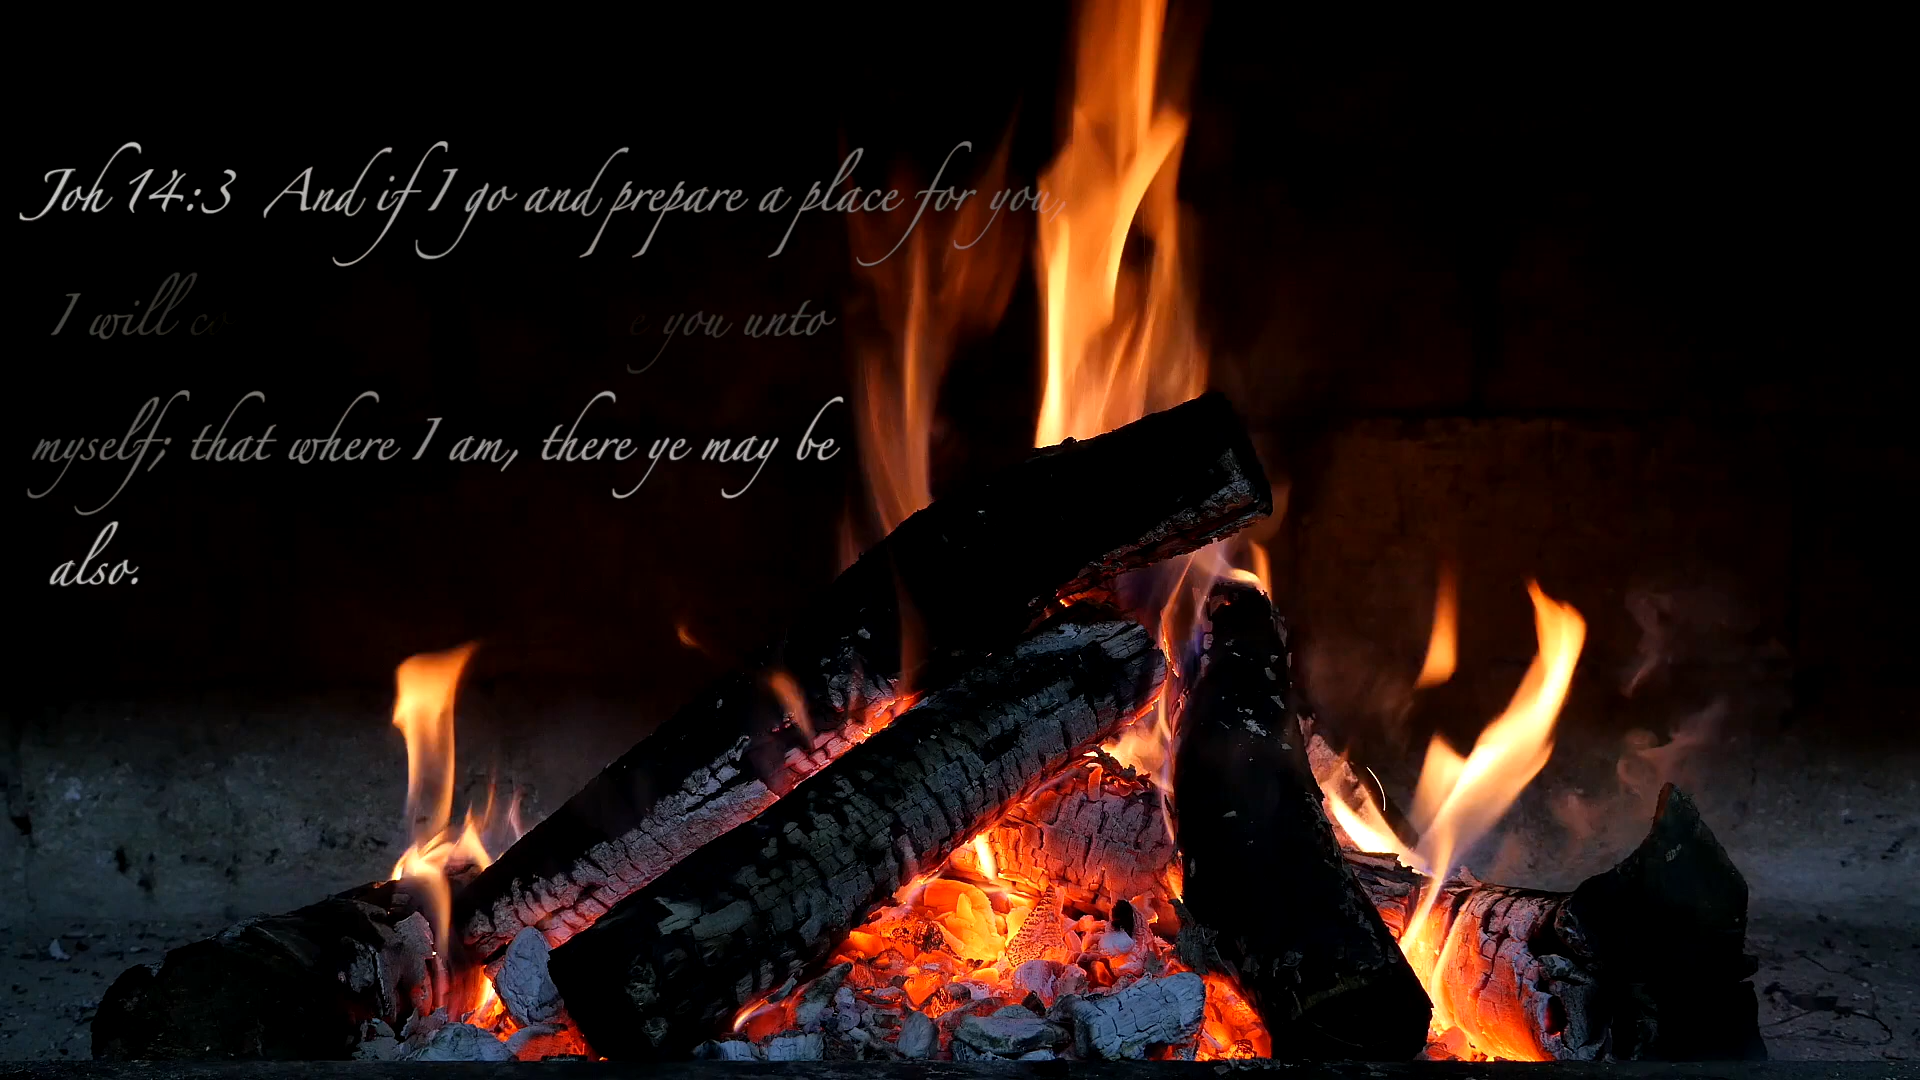 Joh 14:3 And if I go and prepare a place for you,
I will you unto
myself; that where I am, there ye may be
also.